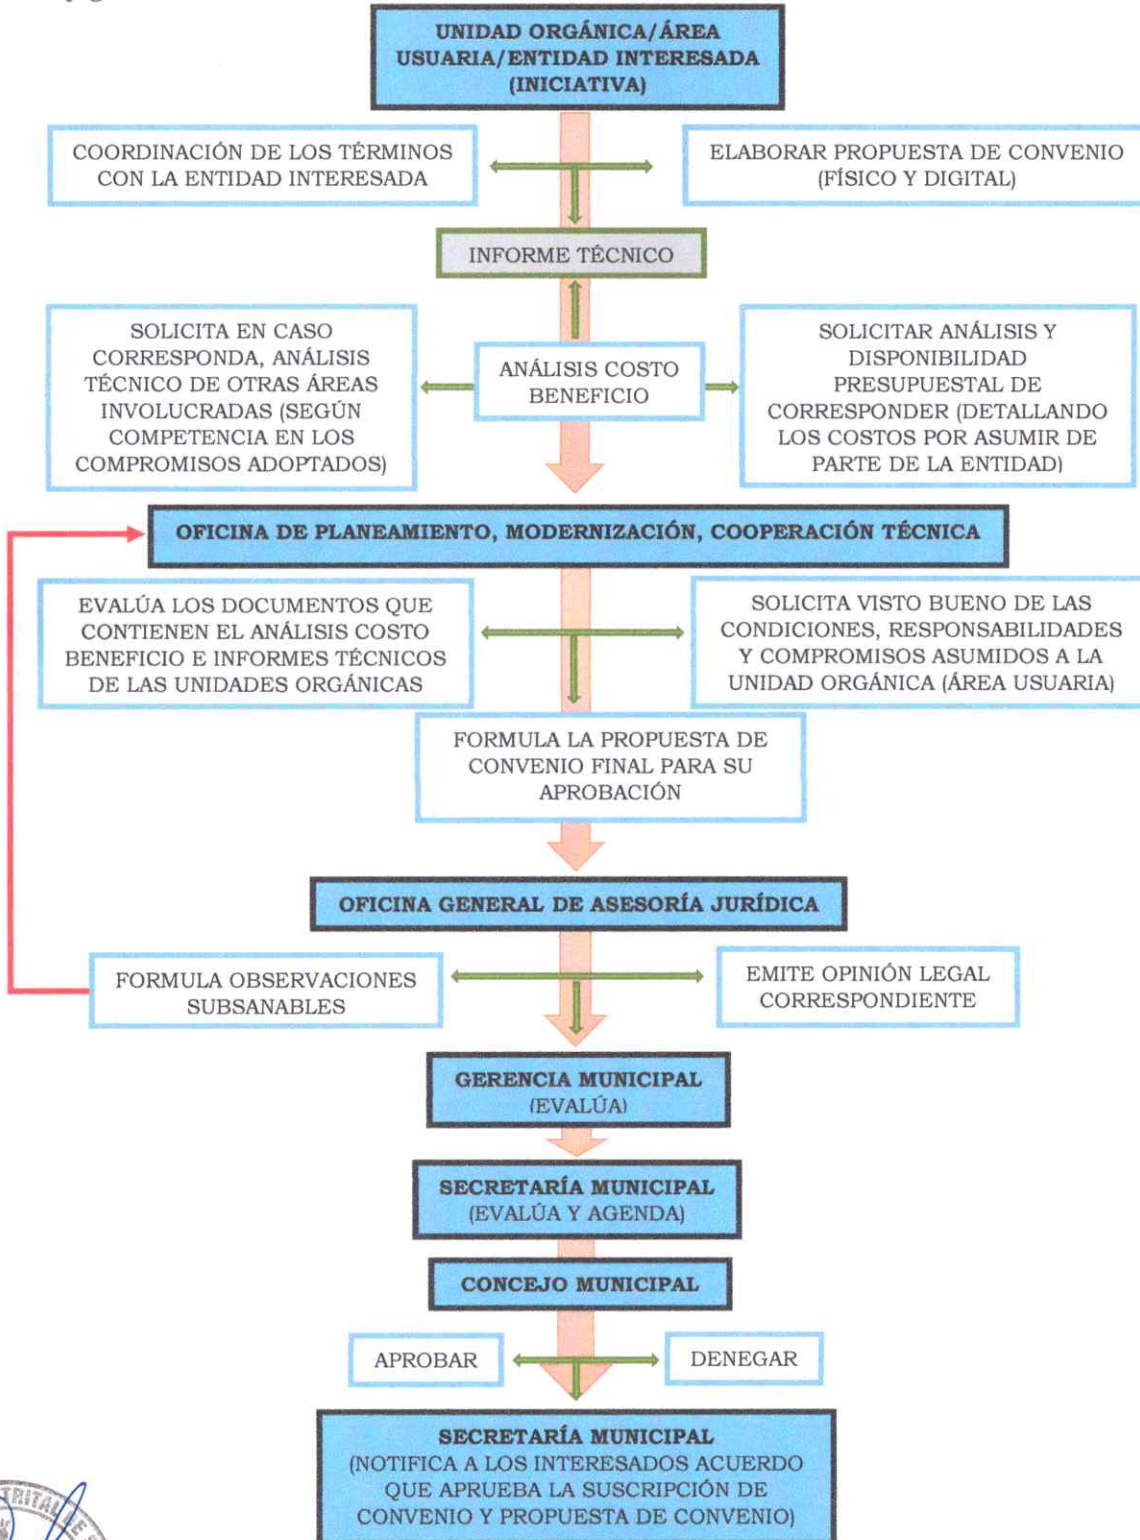 UNIDAD ORGÁNICA/ÁREA
USUARIA/ENTIDAD INTERESADA
(INICIATIVA)
COORDINACIÓN DE LOS TÉRMINOS
CON LA ENTIDAD INTERESADA
ELABORAR PROPUESTA DE CONVENIO
(FÍSICO Y DIGITAL)
INFORME TÉCNICO
SOLICITA EN CASO
CORRESPONDA, ANÁLISIS
TÉCNICO DE OTRAS ÁREAS
INVOLUCRADAS (SEGÚN
COMPETENCIA EN LOS
COMPROMISOS ADOPTADOS)
ANÁLISIS COSTO
BENEFICIO
SOLICITAR ANÁLISIS Y
DISPONIBILIDAD
PRESUPUESTAL DE
CORRESPONDER (DETALLANDO
LOS COSTOS POR ASUMIR DE
PARTE DE LA ENTIDAD)
OFICINA DE PLANEAMIENTO, MODERNIZACIÓN, COOPERACIÓN TÉCNICA
EVALÚA LOS DOCUMENTOS QUE
CONTIENEN EL ANÁLISIS COSTO
BENEFICIO E INFORMES TÉCNICOS
DE LAS UNIDADES ORGÁNICAS
SOLICITA VISTO BUENO DE LAS
CONDICIONES, RESPONSABILIDADES
Y COMPROMISOS ASUMIDOS A LA
UNIDAD ORGÁNICA (ÁREA USUARIA)
FORMULA LA PROPUESTA DE
CONVENIO FINAL PARA SU
APROBACIÓN
OFICINA GENERAL DE ASESORÍA JURÍDICA
FORMULA OBSERVACIONES
SUBSANABLES
EMITE OPINIÓN LEGAL
CORRESPONDIENTE
GERENCIA MUNICIPAL
(EVALÚA)
SECRETARÍA MUNICIPAL
(EVALÚA Y AGENDA)
CONCEJO MUNICIPAL
APROBAR
DENEGAR
SECRETARÍA MUNICIPAL
(NOTIFICA A LOS INTERESADOS ACUERDO
QUE APRUEBA LA SUSCRIPCIÓN DE
CONVENIO Y PROPUESTA DE CONVENIO)